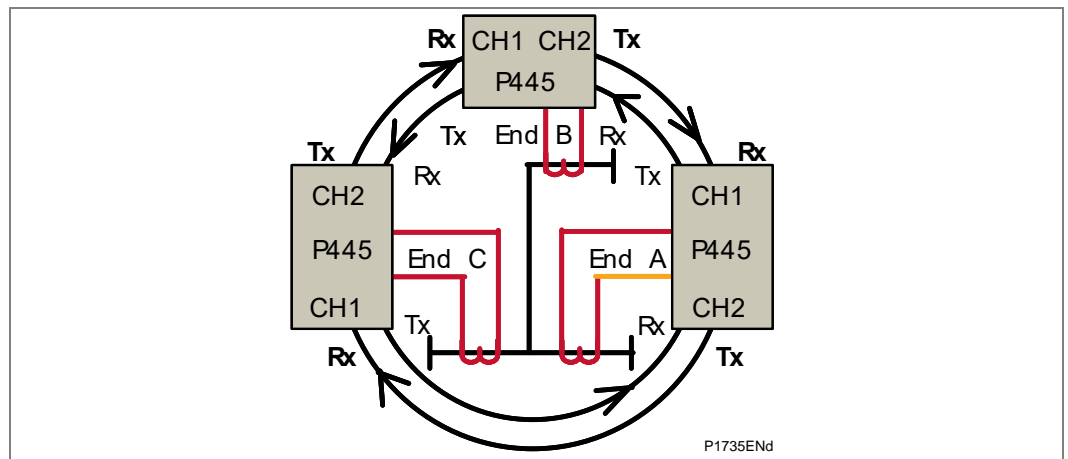 Rx CH1 CH2 Tx
P445
Tx End B Rx
Tx Rx Tx Rx
CH2 CH1
P445 End C End A P445
CH1 Tx Rx CH2
Rx Tx
P1735ENd